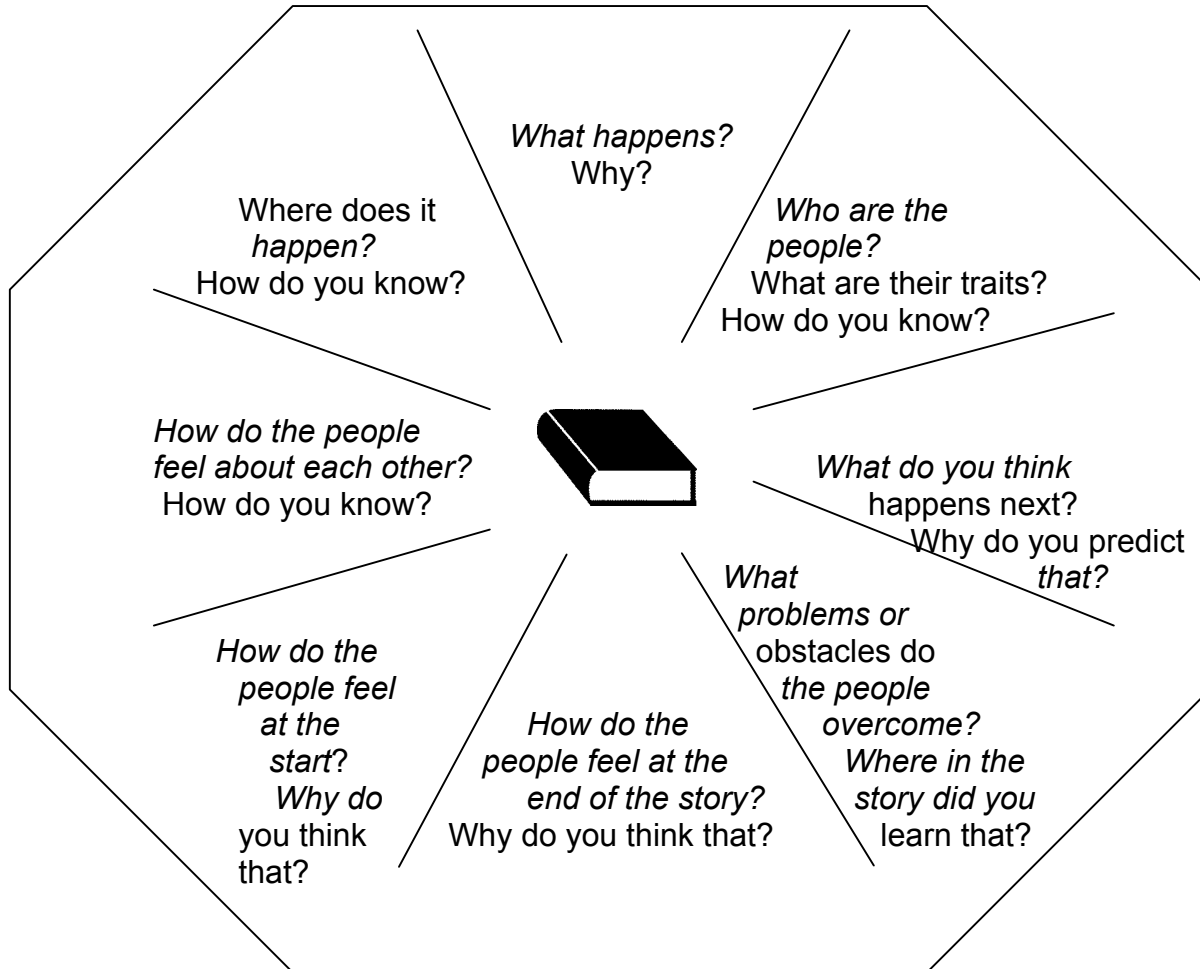 What happens?
Why?
Who are the
people?
What are their traits?
How do you know?
What do you think
happens next?
Why do you predict
that?
What
problems or
obstacles do
the people
overcome?
Where in the
story did you
learn that?
How do the
people feel at the
end of the story?
Why do you think that?
How do the
people feel
at the
start?
Why do
you think
that?
How do the people
feel about each other?
How do you know?
Where does it
happen?
How do you know?